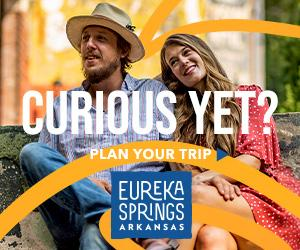 CURIOUS YET?
PLAN YOUR TRIP
EUREKA
SPRINGS
ARKANSAS